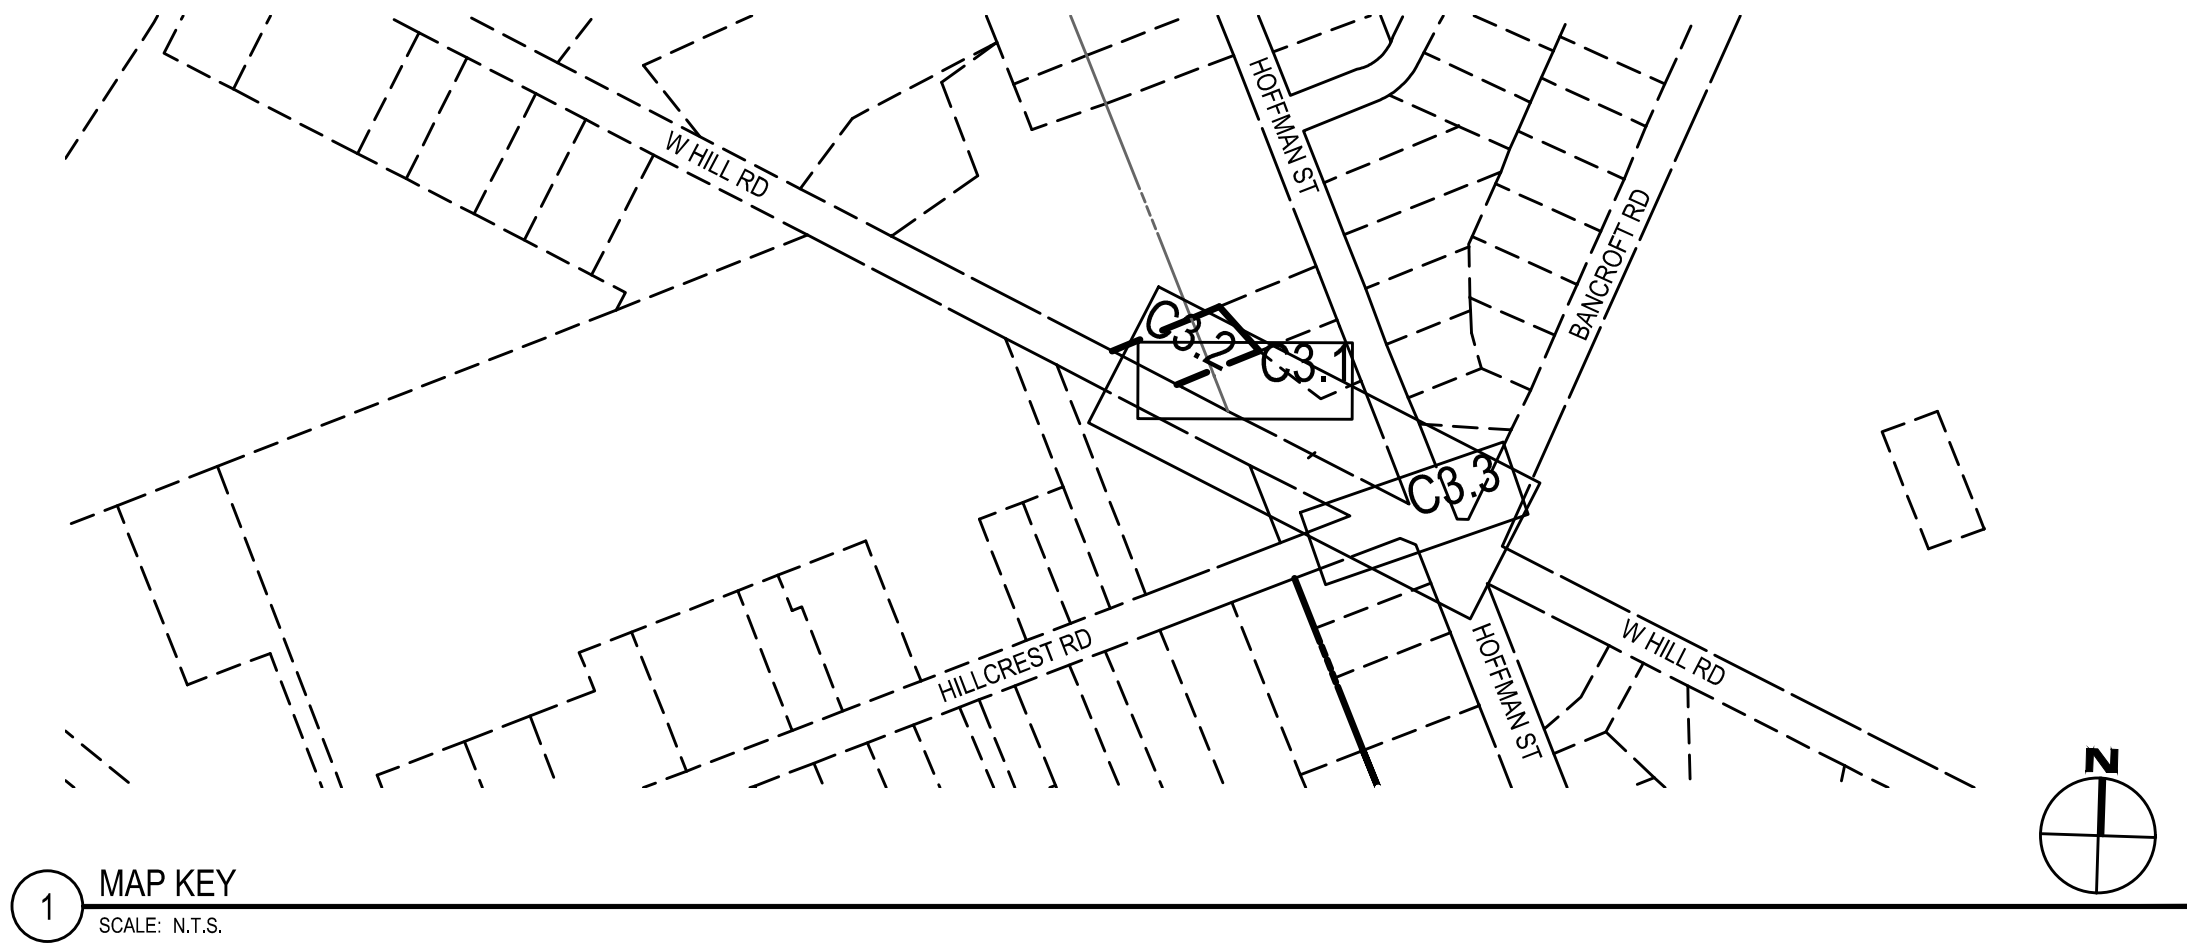 HOFFMAN ST
W HILL RD
BANCROFT RD
C3.2
C3.1
C3.3
HILLCREST RD
HOFFMAN ST
W HILL RD
N
1
MAP KEY
SCALE: N.T.S.